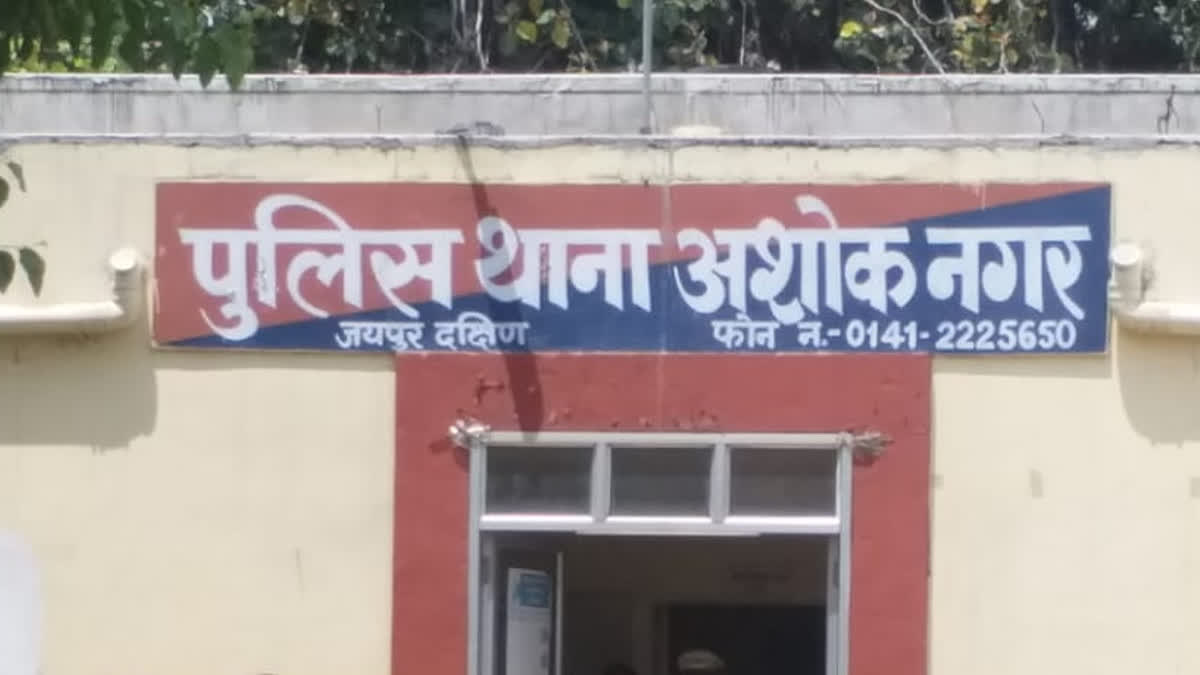 पुलिस थाना अशोक नगर
जयपुर दक्षिण फोन न.-0141-2225650